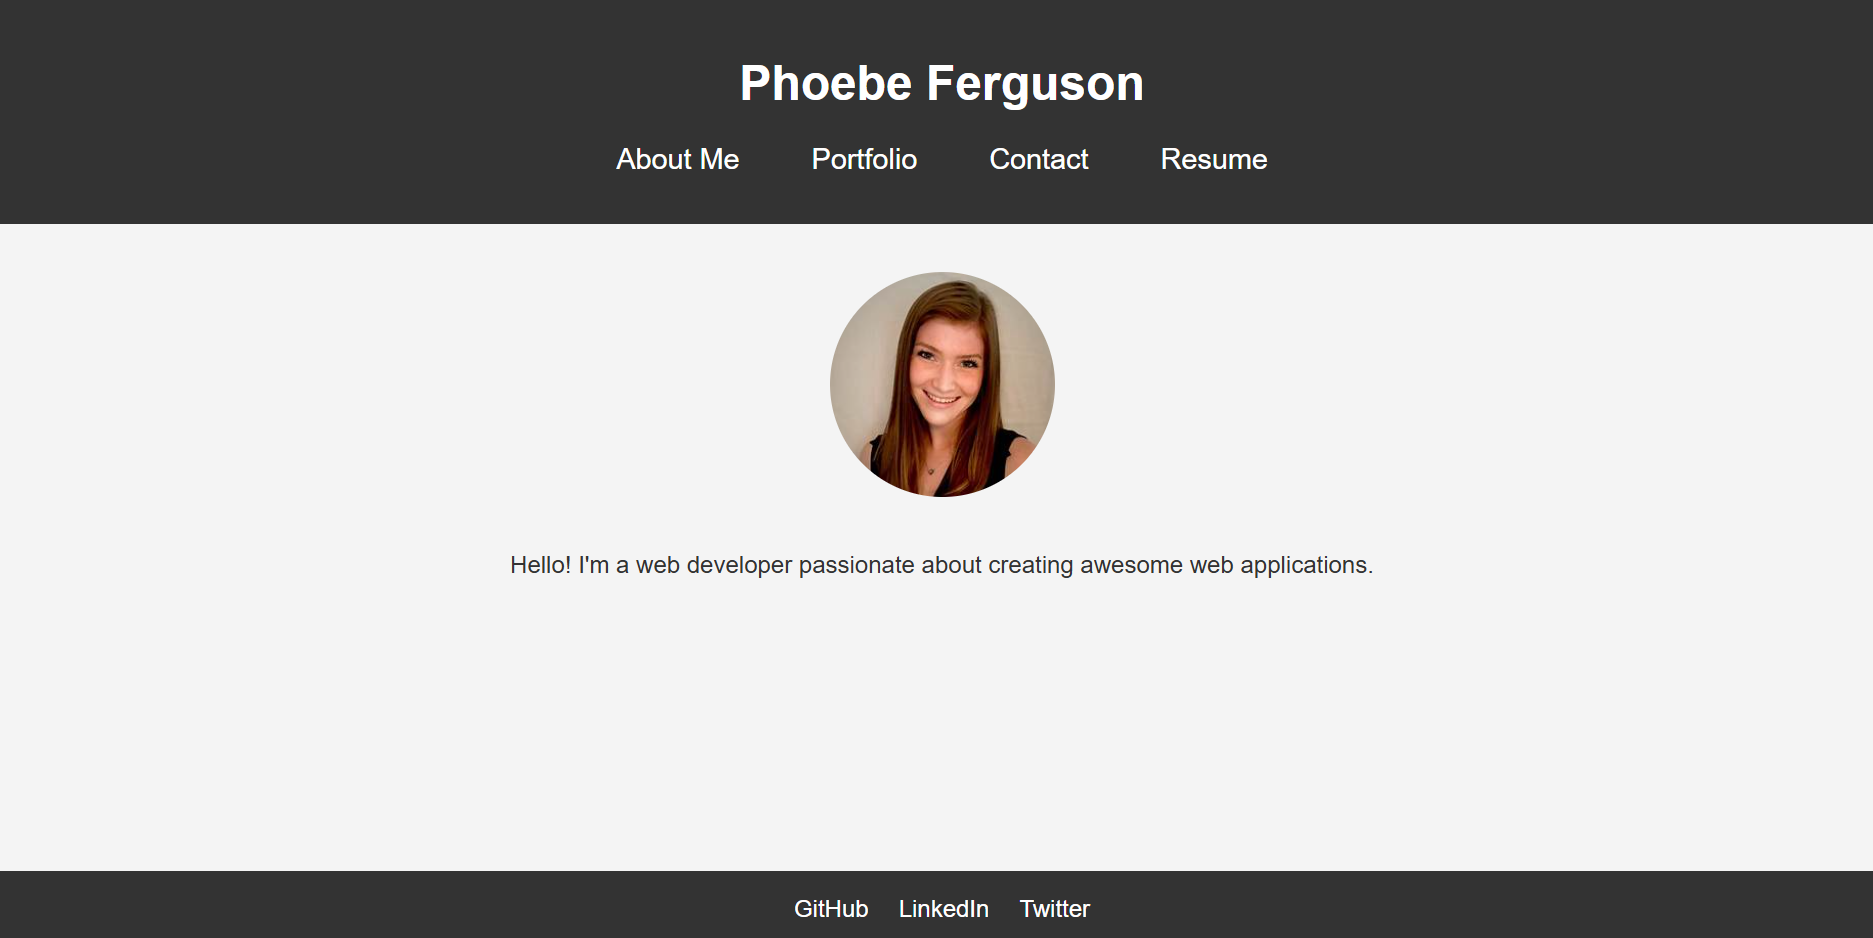 Phoebe Ferguson
About Me Portfolio Contact Resume
Hello! I'm a web developer passionate about creating awesome web applications.
GitHub LinkedIn Twitter